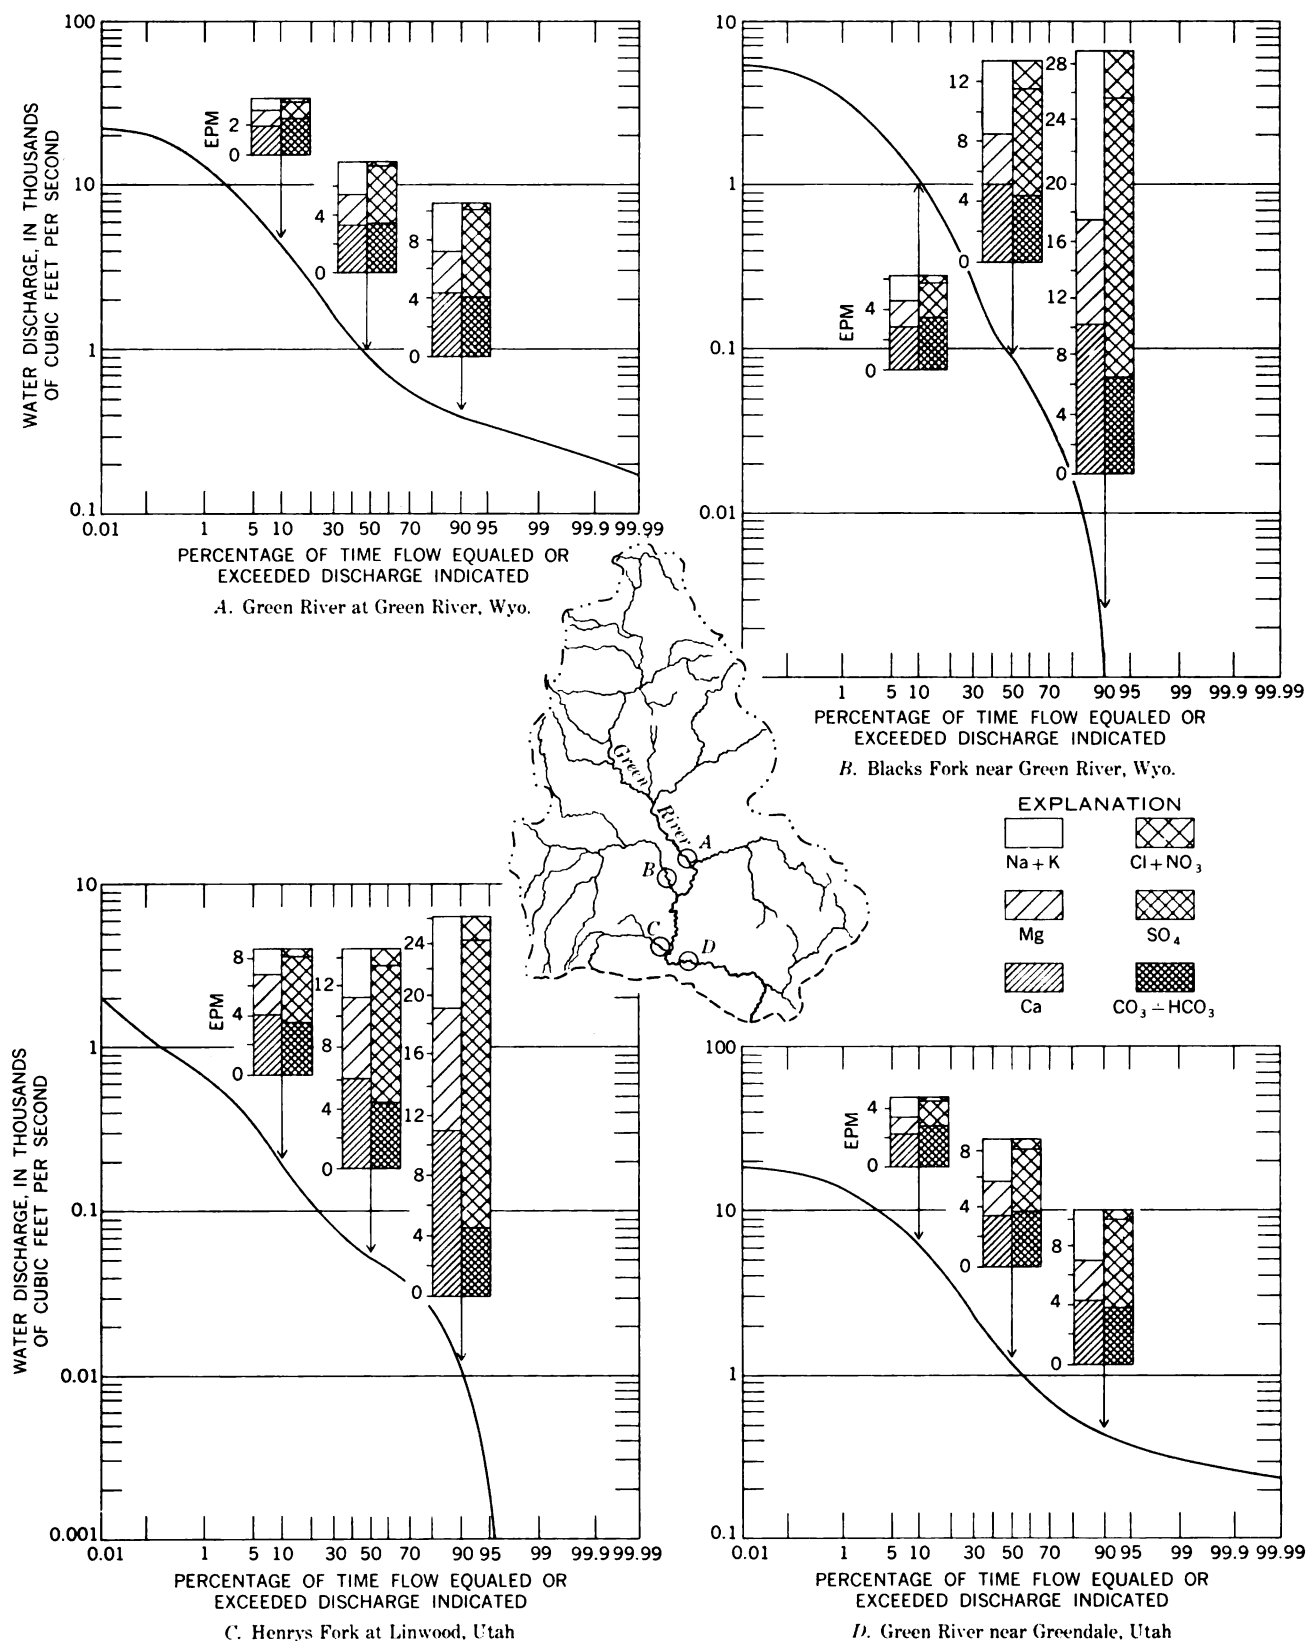 WATER DISCHARGE, IN THOUSANDS
OF CUBIC FEET PER SECOND
100
10
1
0.1
EPM
2
0
4
0
8
4
0
0.01 1 5 10 30 50 70 90 95 99 99.9 99.99
PERCENTAGE OF TIME FLOW EQUALED OR
EXCEEDED DISCHARGE INDICATED
A. Green River at Green River, Wyo.
10
1
0.1
0.01
EPM
4
0
12
8
4
0
28
24
20
16
12
8
4
0
1 5 10 30 50 70 90 95 99 99.9 99.99
PERCENTAGE OF TIME FLOW EQUALED OR
EXCEEDED DISCHARGE INDICATED
B. Blacks Fork near Green River, Wyo.
Green
River
A
B
C
D
EXPLANATION
Na+K
Cl+NO₃
Mg
SO₄
Ca
CO₃+HCO₃
WATER DISCHARGE, IN THOUSANDS
OF CUBIC FEET PER SECOND
10
1
0.1
0.01
0.001
EPM
8
4
0
12
8
4
0
24
20
16
12
8
4
0
0.01 1 5 10 30 50 70 90 95 99 99.9 99.99
PERCENTAGE OF TIME FLOW EQUALED OR
EXCEEDED DISCHARGE INDICATED
C. Henrys Fork at Linwood, Utah
100
10
1
0.1
EPM
4
0
8
4
0
8
4
0
0.01 1 5 10 30 50 70 90 95 99 99.9 99.99
PERCENTAGE OF TIME FLOW EQUALED OR
EXCEEDED DISCHARGE INDICATED
D. Green River near Greendale, Utah